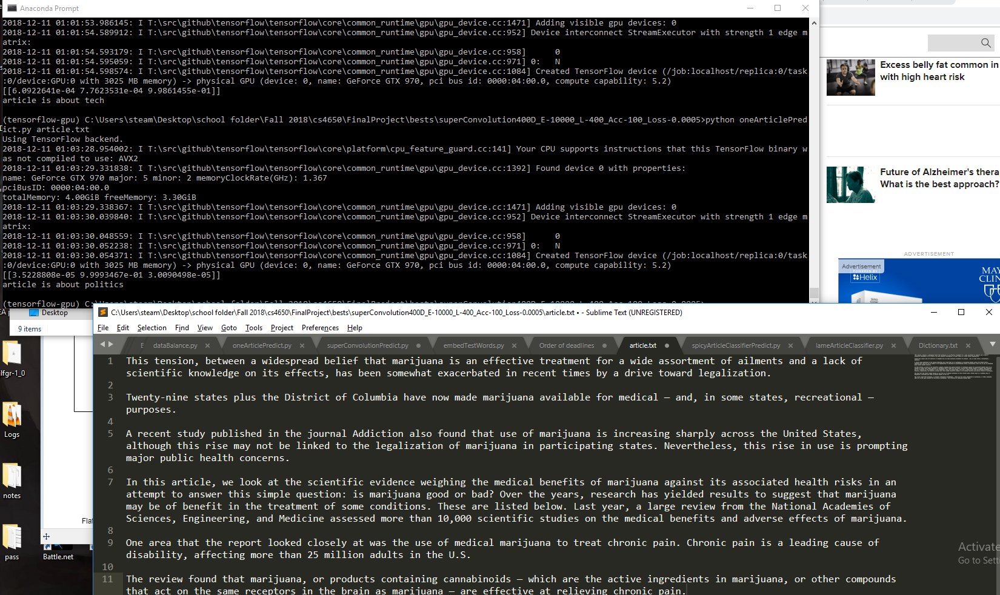 Anaconda Prompt
2018-12-11 01:01:53.986145: I T:\src\github\tensorflow\tensorflow\core\common_runtime\gpu\gpu_device.cc:1471] Adding visible gpu devices: 0
2018-12-11 01:01:54.589912: I T:\src\github\tensorflow\tensorflow\core\common_runtime\gpu\gpu_device.cc:952] Device interconnect StreamExecutor with strength 1 edge m
atrix:
2018-12-11 01:01:54.593179: I T:\src\github\tensorflow\tensorflow\core\common_runtime\gpu\gpu_device.cc:958]      0
2018-12-11 01:01:54.595059: I T:\src\github\tensorflow\tensorflow\core\common_runtime\gpu\gpu_device.cc:971] 0:   N
2018-12-11 01:01:54.598574: I T:\src\github\tensorflow\tensorflow\core\common_runtime\gpu\gpu_device.cc:1084] Created TensorFlow device (/job:localhost/replica:0/task
:0/device:GPU:0 with 3025 MB memory) -> physical GPU (device: 0, name: GeForce GTX 970, pci bus id: 0000:04:00.0, compute capability: 5.2)
[[6.0922641e-04 7.7623531e-04 9.9861455e-01]]
article is about tech
(tensorflow-gpu) C:\Users\steam\Desktop\school folder\Fall 2018\cs4650\FinalProject\bests\superConvolution400D_E-10000_L-400_Acc-100_Loss-0.0005>python oneArticlePred
ict.py article.txt
Using TensorFlow backend.
2018-12-11 01:03:28.954002: I T:\src\github\tensorflow\tensorflow\core\platform\cpu_feature_guard.cc:141] Your CPU supports instructions that this TensorFlow binary w
as not compiled to use: AVX2
2018-12-11 01:03:29.331838: I T:\src\github\tensorflow\tensorflow\core\common_runtime\gpu\gpu_device.cc:1392] Found device 0 with properties:
name: GeForce GTX 970 major: 5 minor: 2 memoryClockRate(GHz): 1.367
pciBusID: 0000:04:00.0
totalMemory: 4.00GiB freeMemory: 3.30GiB
2018-12-11 01:03:29.338367: I T:\src\github\tensorflow\tensorflow\core\common_runtime\gpu\gpu_device.cc:1471] Adding visible gpu devices: 0
2018-12-11 01:03:30.039840: I T:\src\github\tensorflow\tensorflow\core\common_runtime\gpu\gpu_device.cc:952] Device interconnect StreamExecutor with strength 1 edge m
atrix:
2018-12-11 01:03:30.048559: I T:\src\github\tensorflow\tensorflow\core\common_runtime\gpu\gpu_device.cc:958]      0
2018-12-11 01:03:30.052238: I T:\src\github\tensorflow\tensorflow\core\common_runtime\gpu\gpu_device.cc:971] 0:   N
2018-12-11 01:03:30.054371: I T:\src\github\tensorflow\tensorflow\core\common_runtime\gpu\gpu_device.cc:1084] Created TensorFlow device (/job:localhost/replica:0/task
:0/device:GPU:0 with 3025 MB memory) -> physical GPU (device: 0, name: GeForce GTX 970, pci bus id: 0000:04:00.0, compute capability: 5.2)
[[3.5228808e-05 9.9993467e-01 3.0090498e-05]]
article is about politics
(tensorflow-gpu) C:\Users\steam\Desktop\school folder\Fall 2018\cs4650\FinalProject\bests\superConvolution400D_E-10000_L-400_Acc-100_Loss-0.0005>
Excess belly fat common in
with high heart risk
Future of Alzheimer's thera
What is the best approach?
ADVERTISEMENT
Advertisement
POWERED BY
Helix
MAY
CLIN
Desktop
9 items
lfgr-1_0
Logs
notes
pass
Flat
Battle.net
C:\Users\steam\Desktop\school folder\Fall 2018\cs4650\FinalProject\bests\superConvolution400D_E-10000_L-400_Acc-100_Loss-0.0005\article.txt • - Sublime Text (UNREGISTERED)
File Edit Selection Find View Goto Tools Project Preferences Help
E dataBalance.py oneArticlePredict.py superConvolutionPredict.py embedTestWords.py Order of deadlines article.txt spicyArticleClassifierPredict.py lameArticleClassifier.py Dictionary.txt
1 This tension, between a widespread belief that marijuana is an effective treatment for a wide assortment of ailments and a lack of
scientific knowledge on its effects, has been somewhat exacerbated in recent times by a drive toward legalization.
2
3 Twenty-nine states plus the District of Columbia have now made marijuana available for medical — and, in some states, recreational —
purposes.
4
5 A recent study published in the journal Addiction also found that use of marijuana is increasing sharply across the United States,
although this rise may not be linked to the legalization of marijuana in participating states. Nevertheless, this rise in use is prompting
major public health concerns.
6
7 In this article, we look at the scientific evidence weighing the medical benefits of marijuana against its associated health risks in an
attempt to answer this simple question: is marijuana good or bad? Over the years, research has yielded results to suggest that marijuana
may be of benefit in the treatment of some conditions. These are listed below. Last year, a large review from the National Academies of
Sciences, Engineering, and Medicine assessed more than 10,000 scientific studies on the medical benefits and adverse effects of marijuana.
8
9 One area that the report looked closely at was the use of medical marijuana to treat chronic pain. Chronic pain is a leading cause of
disability, affecting more than 25 million adults in the U.S.
10
11 The review found that marijuana, or products containing cannabinoids — which are the active ingredients in marijuana, or other compounds
that act on the same receptors in the brain as marijuana — are effective at relieving chronic pain.
Activate
Go to Sett